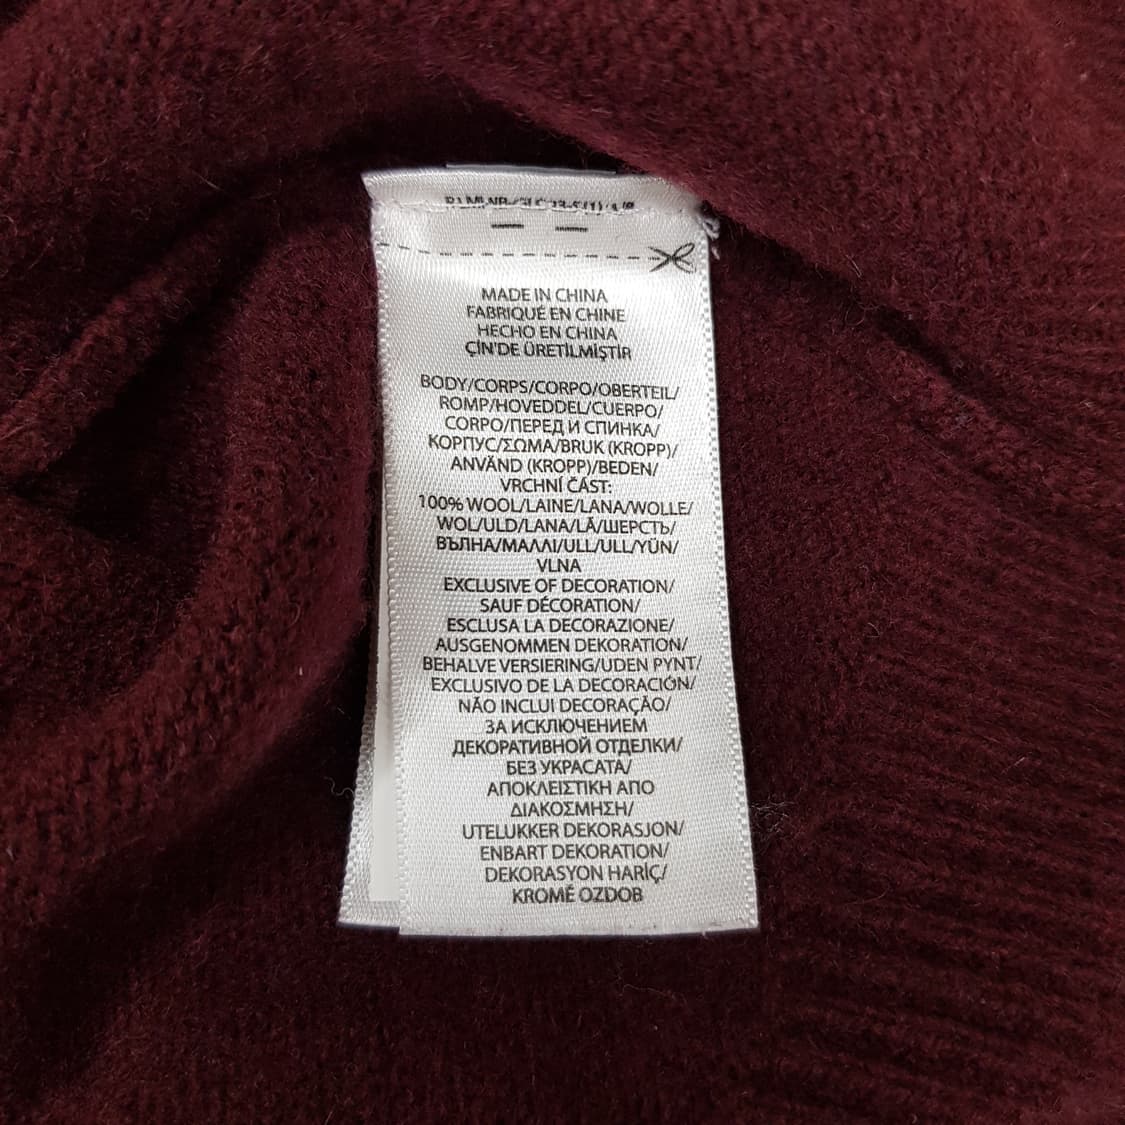 MADE IN CHINA
FABRIQUÉ EN CHINE
HECHO EN CHINA
ÇİN'DE ÜRETİLMİŞTİR
BODY/CORPS/CORPO/OBERTEIL/
ROMP/HOVEDDEL/CUERPO/
CORPO/ПЕРЕД И СПИНКА/
КОРПУС/ΣΩΜΑ/BRUK (KROPP)/
ANVÄND (KROPP)/BEDEN/
VRCHNÍ ČÁST:
100% WOOL/LAINE/LANA/WOLLE/
WOL/ULD/LANA/LÃ/ШЕРСТЬ/
ВЪЛНА/ΜΑΛΛΙ/ULL/ULL/YÜN/
VLNA
EXCLUSIVE OF DECORATION/
SAUF DÉCORATION/
ESCLUSA LA DECORAZIONE/
AUSGENOMMEN DEKORATION/
BEHALVE VERSIERING/UDEN PYNT/
EXCLUSIVO DE LA DECORACIÓN/
NÃO INCLUI DECORAÇÃO/
ЗА ИСКЛЮЧЕНИЕМ
ДЕКОРАТИВНОЙ ОТДЕЛКИ/
БЕЗ УКРАСАТА/
ΑΠΟΚΛΕΙΣΤΙΚΗ ΑΠΟ
ΔΙΑΚΟΣΜΗΣΗ/
UTELUKKER DEKORASJON/
ENBART DEKORATION/
DEKORASYON HARİÇ/
KROMĚ OZDOB